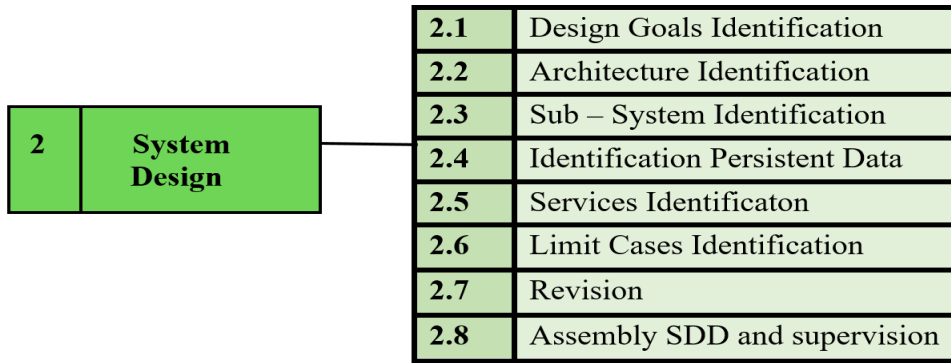 2 System
Design
2.1 Design Goals Identification
2.2 Architecture Identification
2.3 Sub – System Identification
2.4 Identification Persistent Data
2.5 Services Identificaton
2.6 Limit Cases Identification
2.7 Revision
2.8 Assembly SDD and supervision